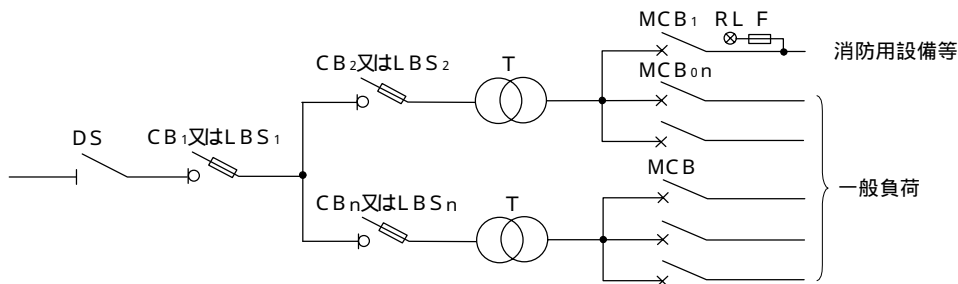 MCB₁ RL F
消防用設備等
CB₂又はLBS₂ T
MCB₀n
DS CB₁又はLBS₁
MCB
一般負荷
CBn又はLBSn T